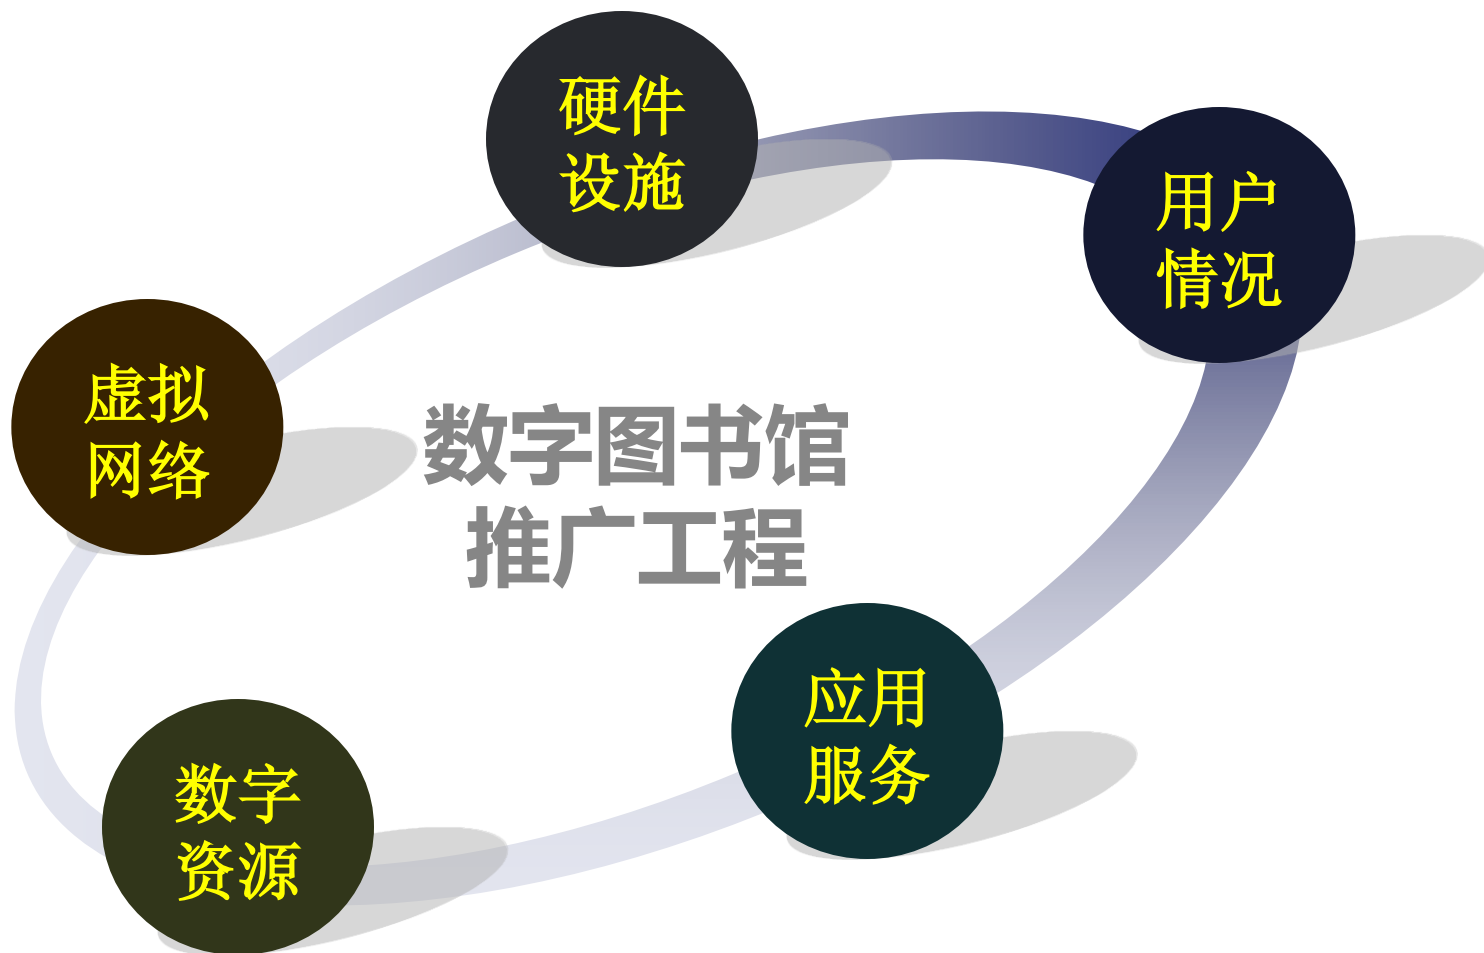 硬件
设施
用户
情况
虚拟
网络
数字图书馆
推广工程
应用
服务
数字
资源